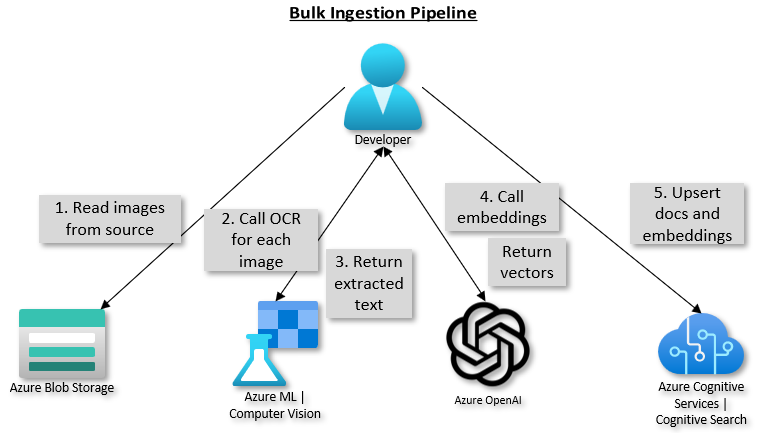 Bulk Ingestion Pipeline
Developer
1. Read images
from source
2. Call OCR
for each
image
3. Return
extracted
text
4. Call
embeddings
Return
vectors
5. Upsert
docs and
embeddings
Azure Blob Storage
Azure ML |
Computer Vision
Azure OpenAI
Azure Cognitive
Services |
Cognitive Search